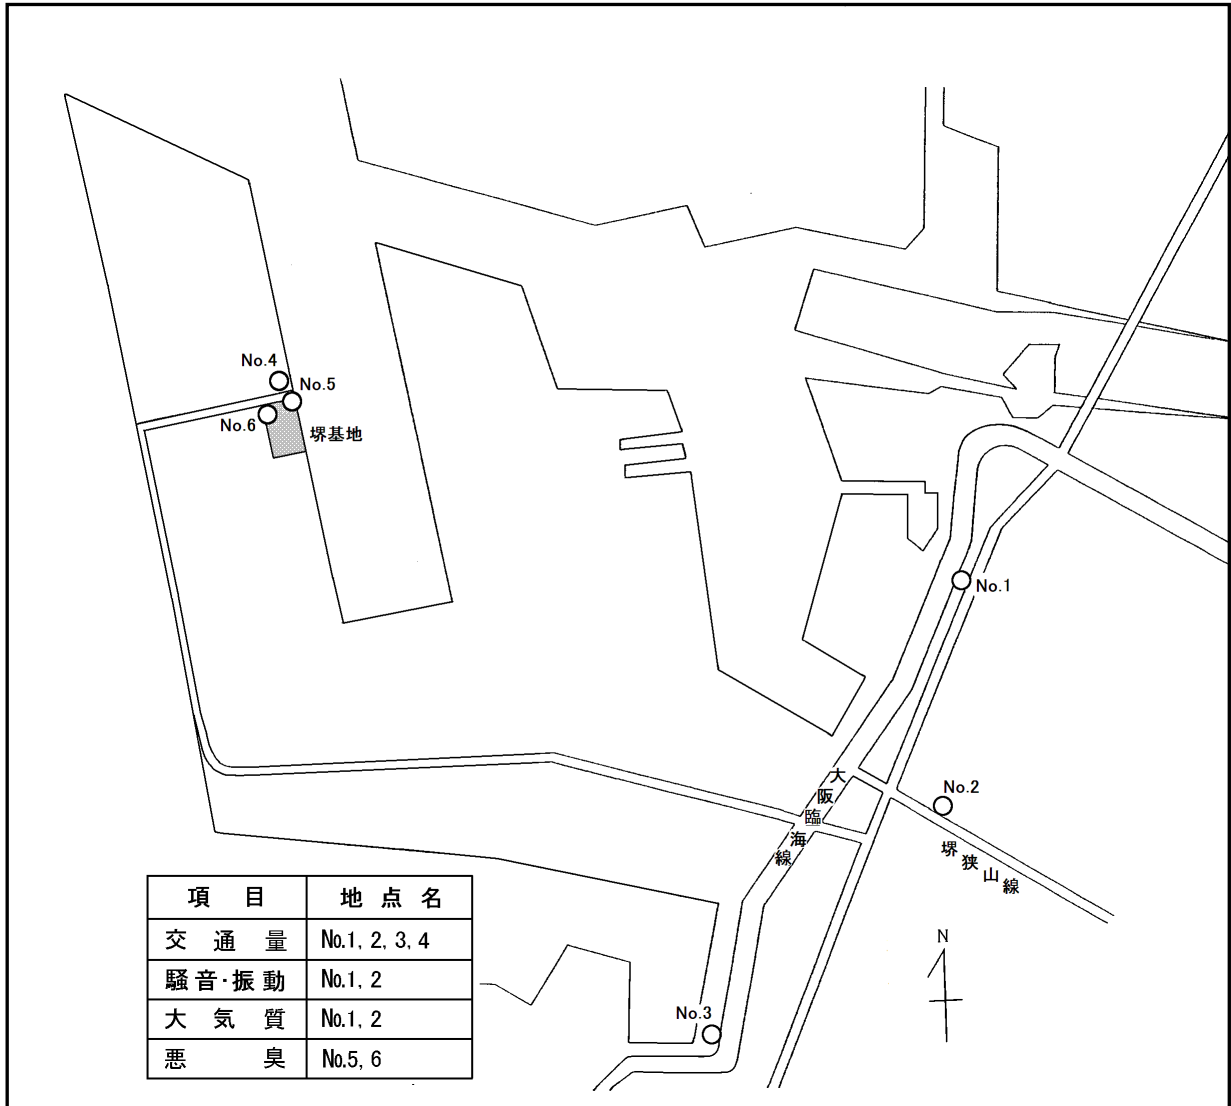 No.4
No.5
No.6
堺基地
No.1
大阪臨海線
No.2
堺狭山線
項 目 地 点 名
交 通 量 No.1, 2, 3, 4
騒音・振動 No.1, 2
大 気 質 No.1, 2
悪 臭 No.5, 6
N
No.3